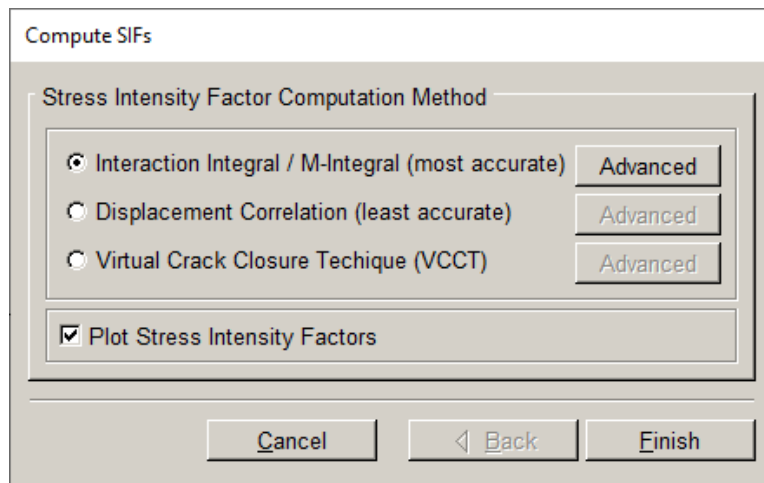 Compute SIFs
Stress Intensity Factor Computation Method
Interaction Integral / M-Integral (most accurate) Advanced
Displacement Correlation (least accurate) Advanced
Virtual Crack Closure Techique (VCCT) Advanced
Plot Stress Intensity Factors
Cancel Back Finish